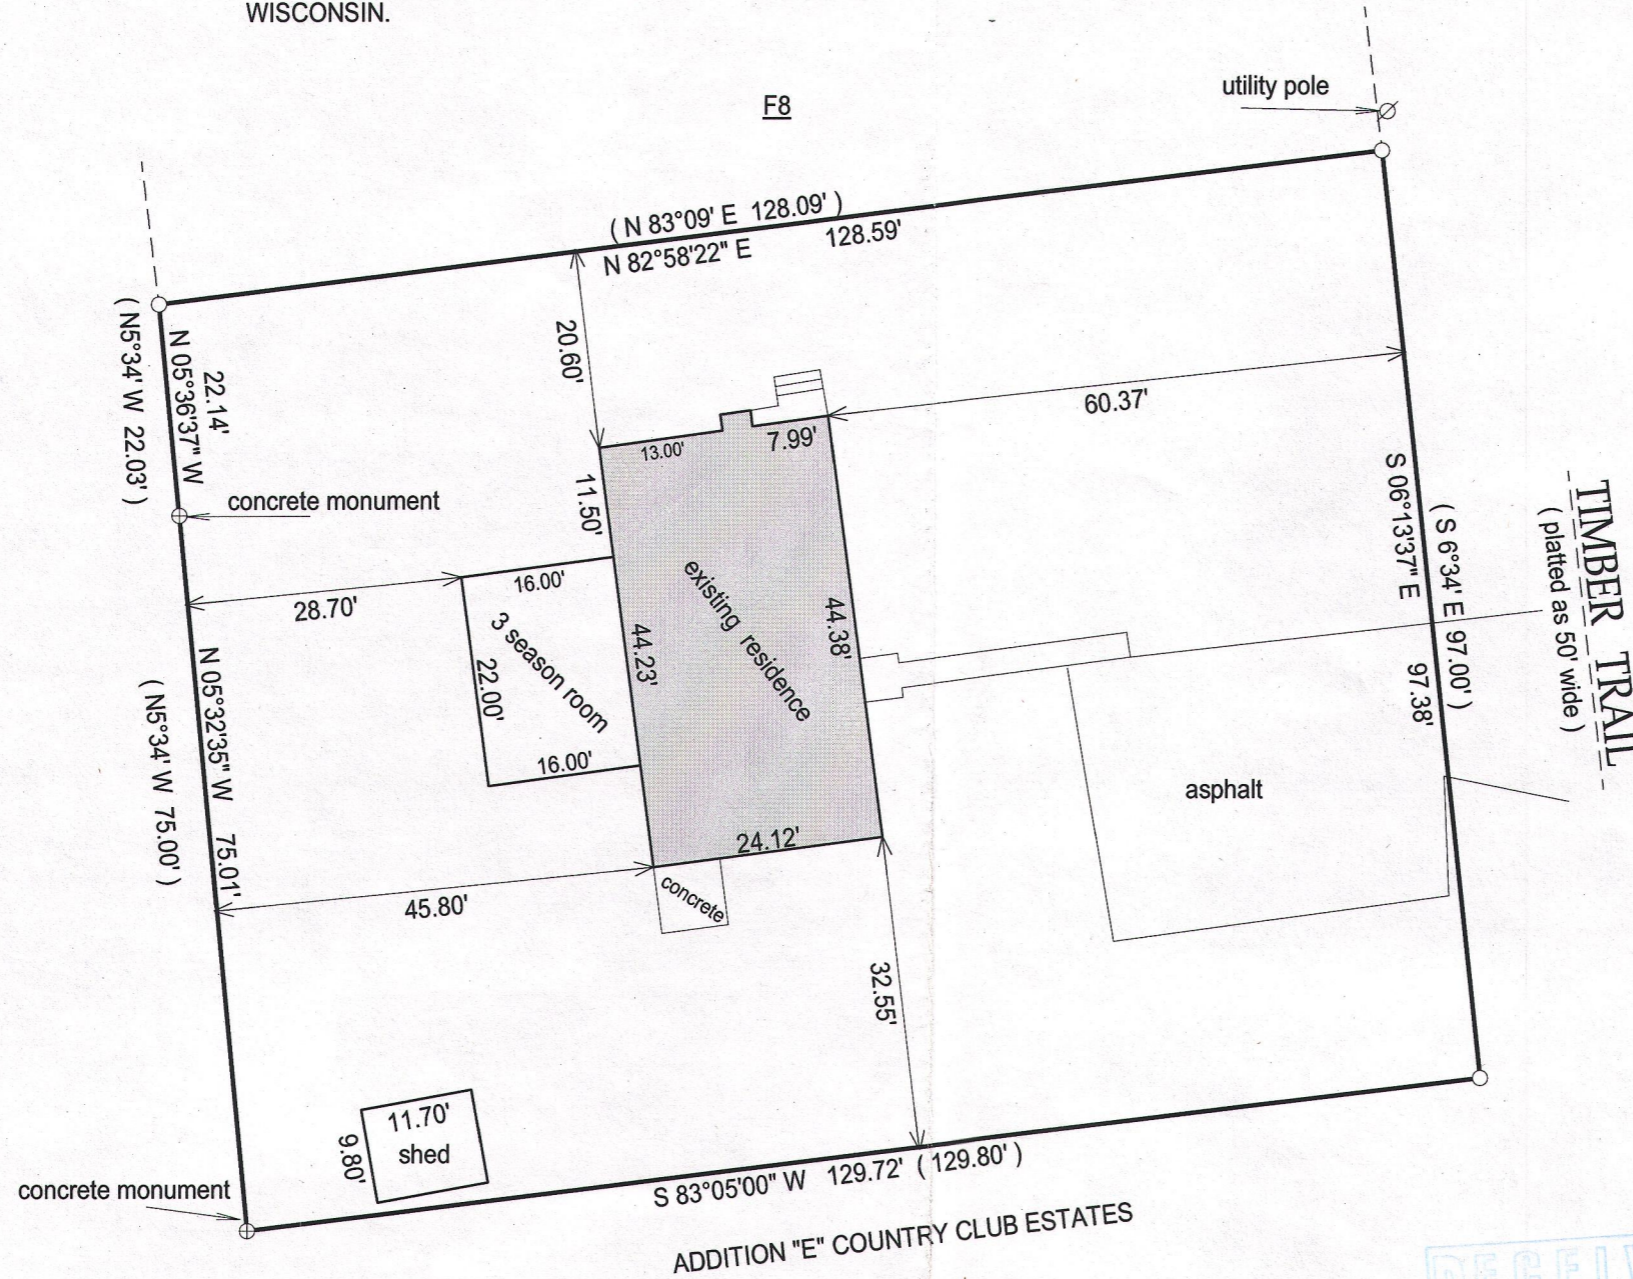 WISCONSIN.
F8
utility pole
( N 83°09' E 128.09' )
N 82°58'22" E 128.59'
( N5°34' W 22.03' )
N 05°36'37" W
22.14'
20.60'
60.37'
13.00'
7.99'
concrete monument
11.50'
28.70'
16.00'
3 season room
22.00'
16.00'
44.23'
existing residence
44.38'
S 06°13'37" E 97.38'
( S 6°34' E 97.00' )
TIMBER TRAIL
( platted as 50' wide )
N 05°32'35" W 75.01'
( N5°34' W 75.00' )
asphalt
24.12'
45.80'
concrete
32.55'
11.70'
shed
9.80'
concrete monument
S 83°05'00" W 129.72' ( 129.80' )
ADDITION "E" COUNTRY CLUB ESTATES